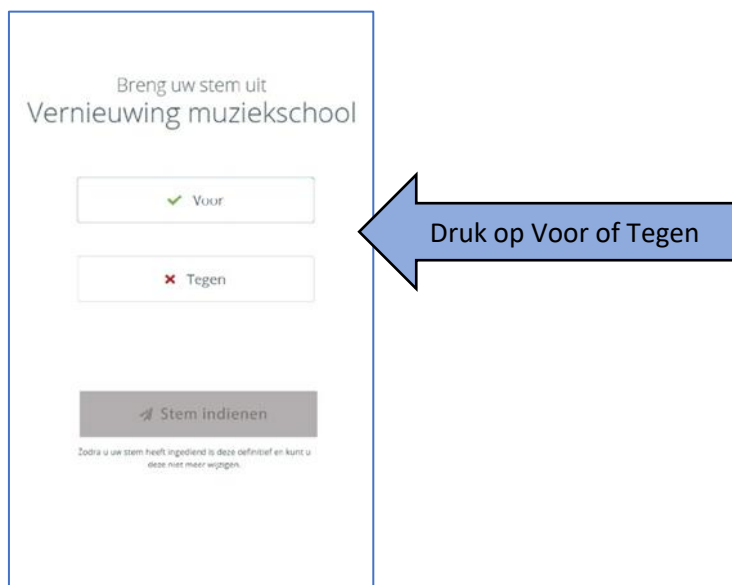 Breng uw stem uit
Vernieuwing muziekschool
Voor
Druk op Voor of Tegen
Tegen
Stem indienen
Zodra u uw stem heeft ingediend is deze definitief en kunt u
deze niet meer wijzigen.